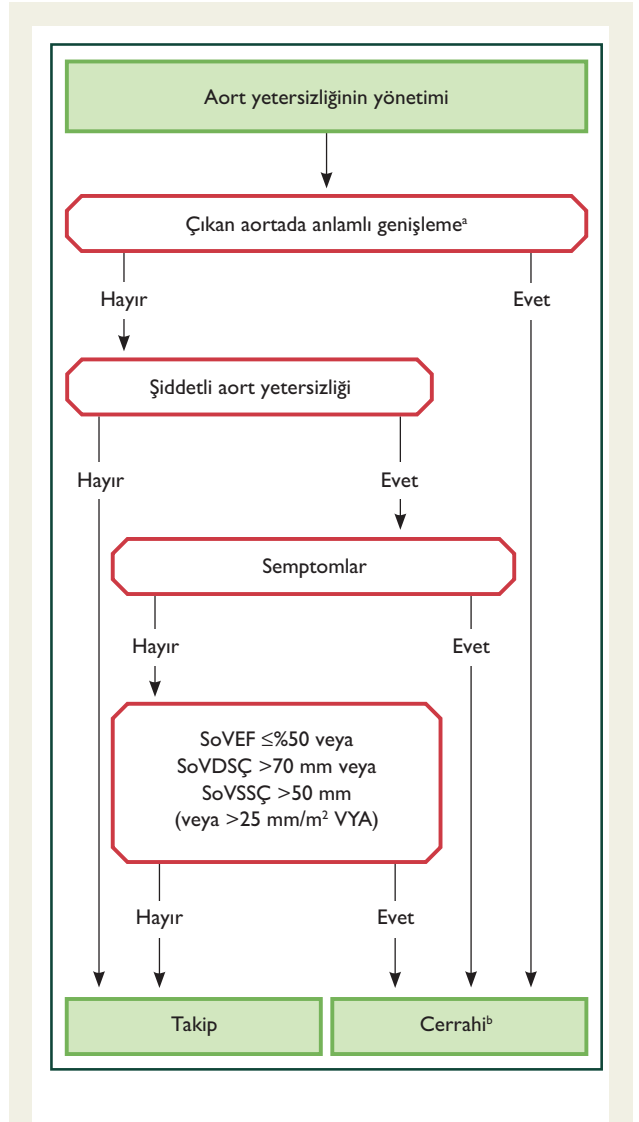 Aort yetersizliğinin yönetimi
Çıkan aortada anlamlı genişlemeᵃ
Hayır
Evet
Şiddetli aort yetersizliği
Hayır
Evet
Semptomlar
Hayır
Evet
SoVEF ≤%50 veya
SoVDSÇ >70 mm veya
SoVSSÇ >50 mm
(veya >25 mm/m² VYA)
Hayır
Evet
Takip
Cerrahiᵇ